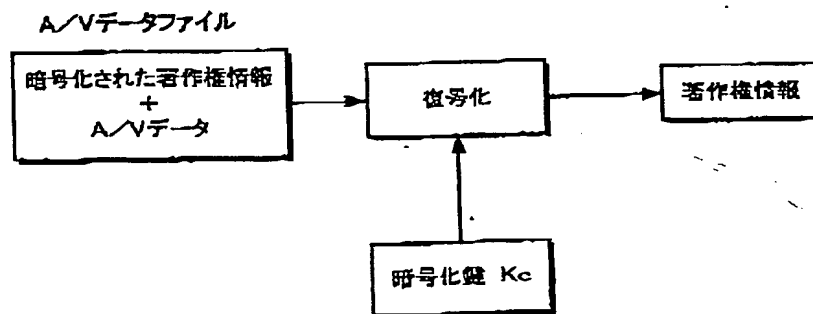 A/Vデータファイル
暗号化された著作権情報
+
A/Vデータ
復号化
著作権情報
暗号化鍵 Kc